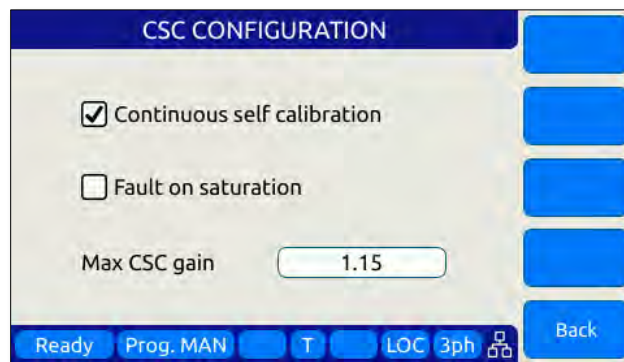 CSC CONFIGURATION
Continuous self calibration
Fault on saturation
Max CSC gain 1.15
Back
Ready Prog. MAN T LOC 3ph